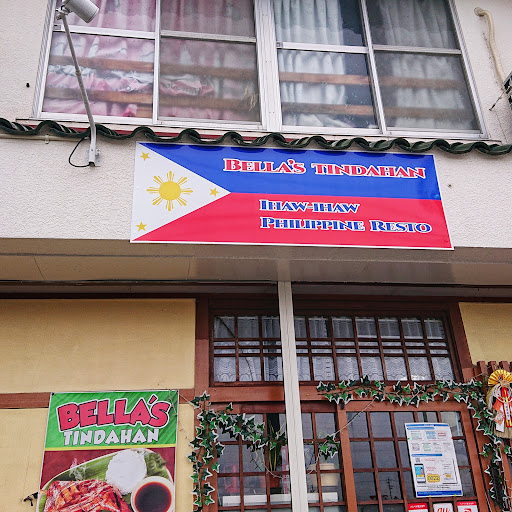 BELLA'S TINDAHAN
IHAW-IHAW
PHILIPPINE RESTO
BELLA'S
TINDAHAN